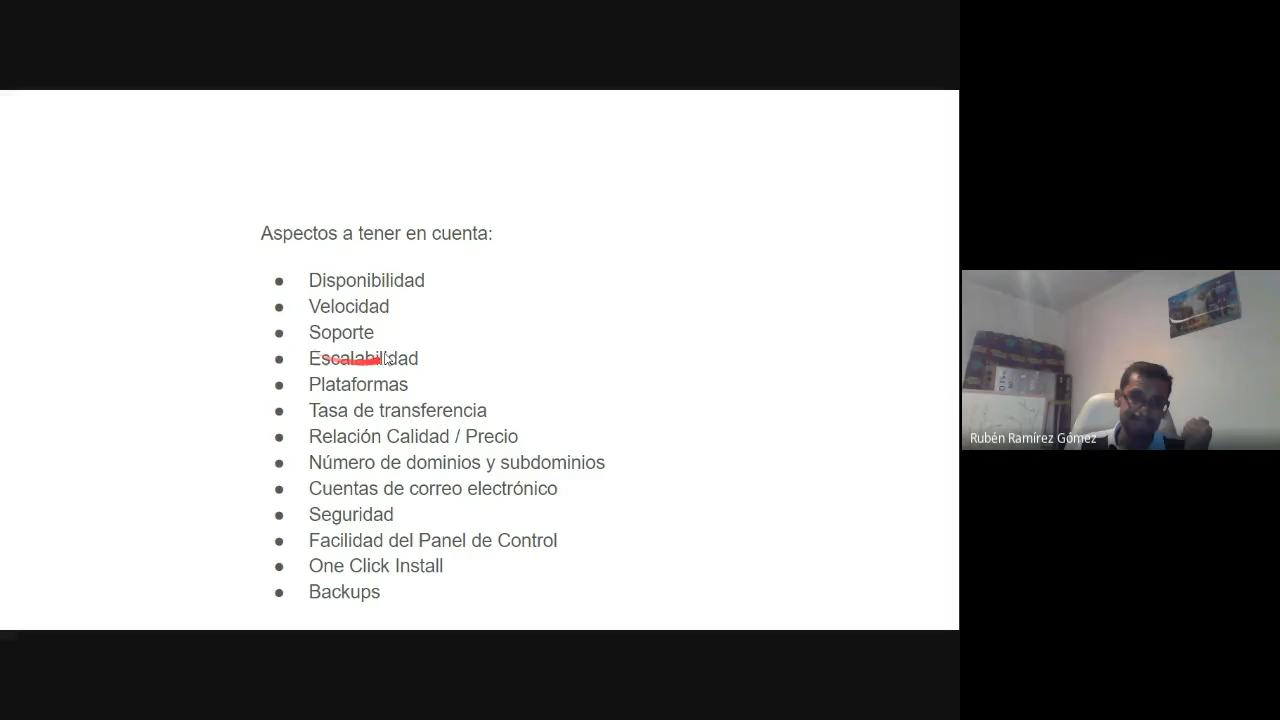 Aspectos a tener en cuenta:
● Disponibilidad
● Velocidad
● Soporte
● Escalabilidad
● Plataformas
● Tasa de transferencia
● Relación Calidad / Precio
● Número de dominios y subdominios
● Cuentas de correo electrónico
● Seguridad
● Facilidad del Panel de Control
● One Click Install
● Backups
Rubén Ramírez Gómez